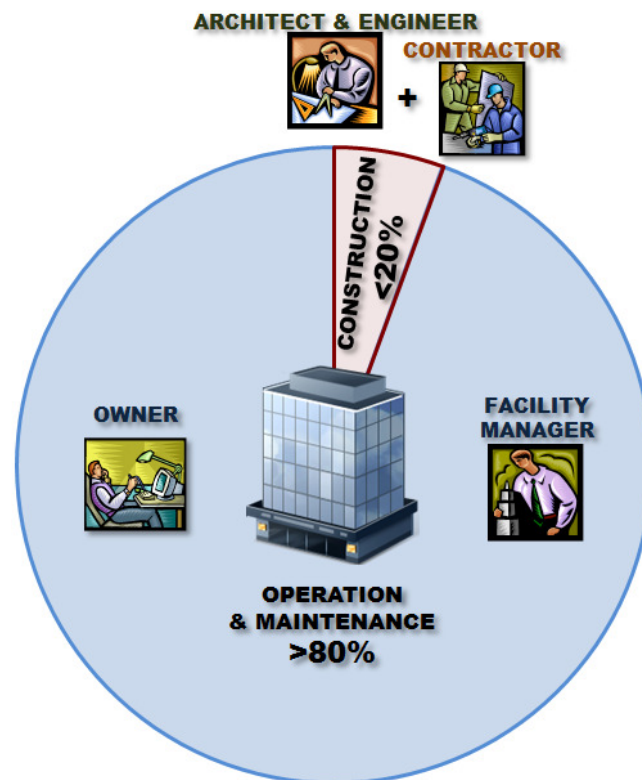 ARCHITECT & ENGINEER
CONTRACTOR
+
CONSTRUCTION
<20%
OWNER
FACILITY
MANAGER
OPERATION
& MAINTENANCE
>80%